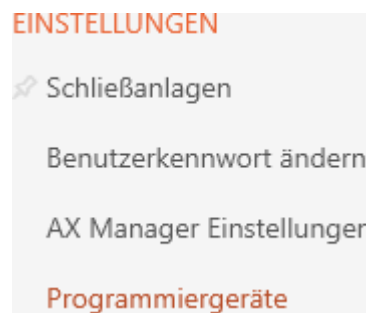 EINSTELLUNGEN
Schließanlagen
Benutzerkennwort ändern
AX Manager Einstellungen
Programmiergeräte